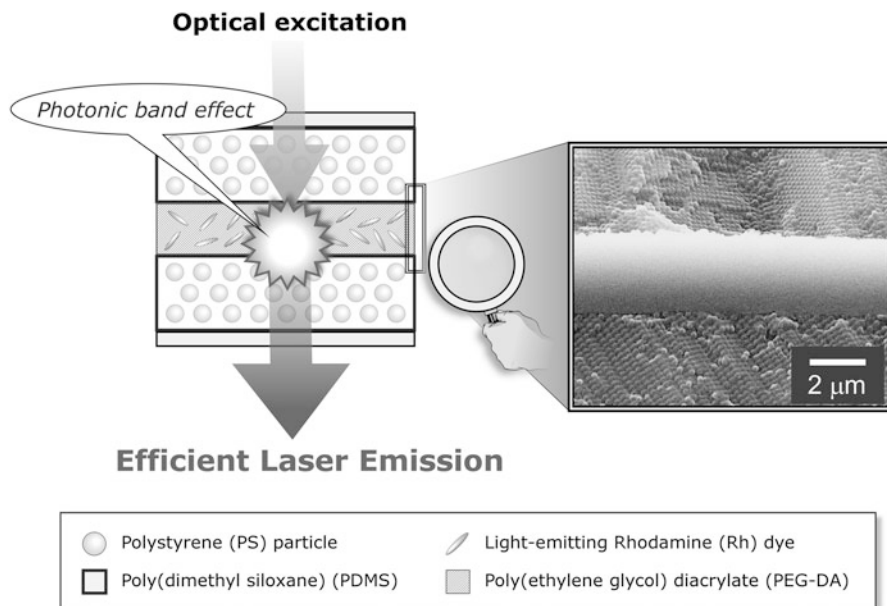 Optical excitation
Photonic band effect
2 μm
Efficient Laser Emission
Polystyrene (PS) particle
Light-emitting Rhodamine (Rh) dye
Poly(dimethyl siloxane) (PDMS)
Poly(ethylene glycol) diacrylate (PEG-DA)